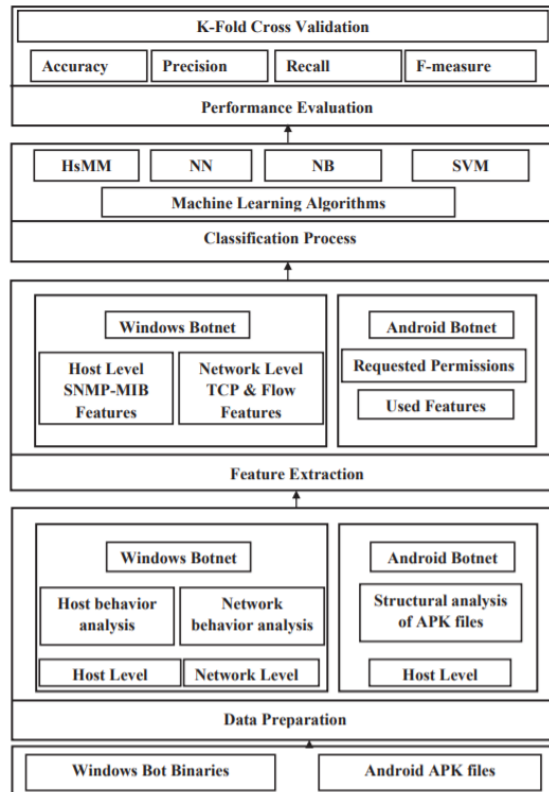 K-Fold Cross Validation
Accuracy
Precision
Recall
F-measure
Performance Evaluation
HsMM
NN
NB
SVM
Machine Learning Algorithms
Classification Process
Windows Botnet
Host Level
SNMP-MIB
Features
Network Level
TCP & Flow
Features
Android Botnet
Requested Permissions
Used Features
Feature Extraction
Windows Botnet
Host behavior
analysis
Network
behavior analysis
Host Level
Network Level
Android Botnet
Structural analysis
of APK files
Host Level
Data Preparation
Windows Bot Binaries
Android APK files